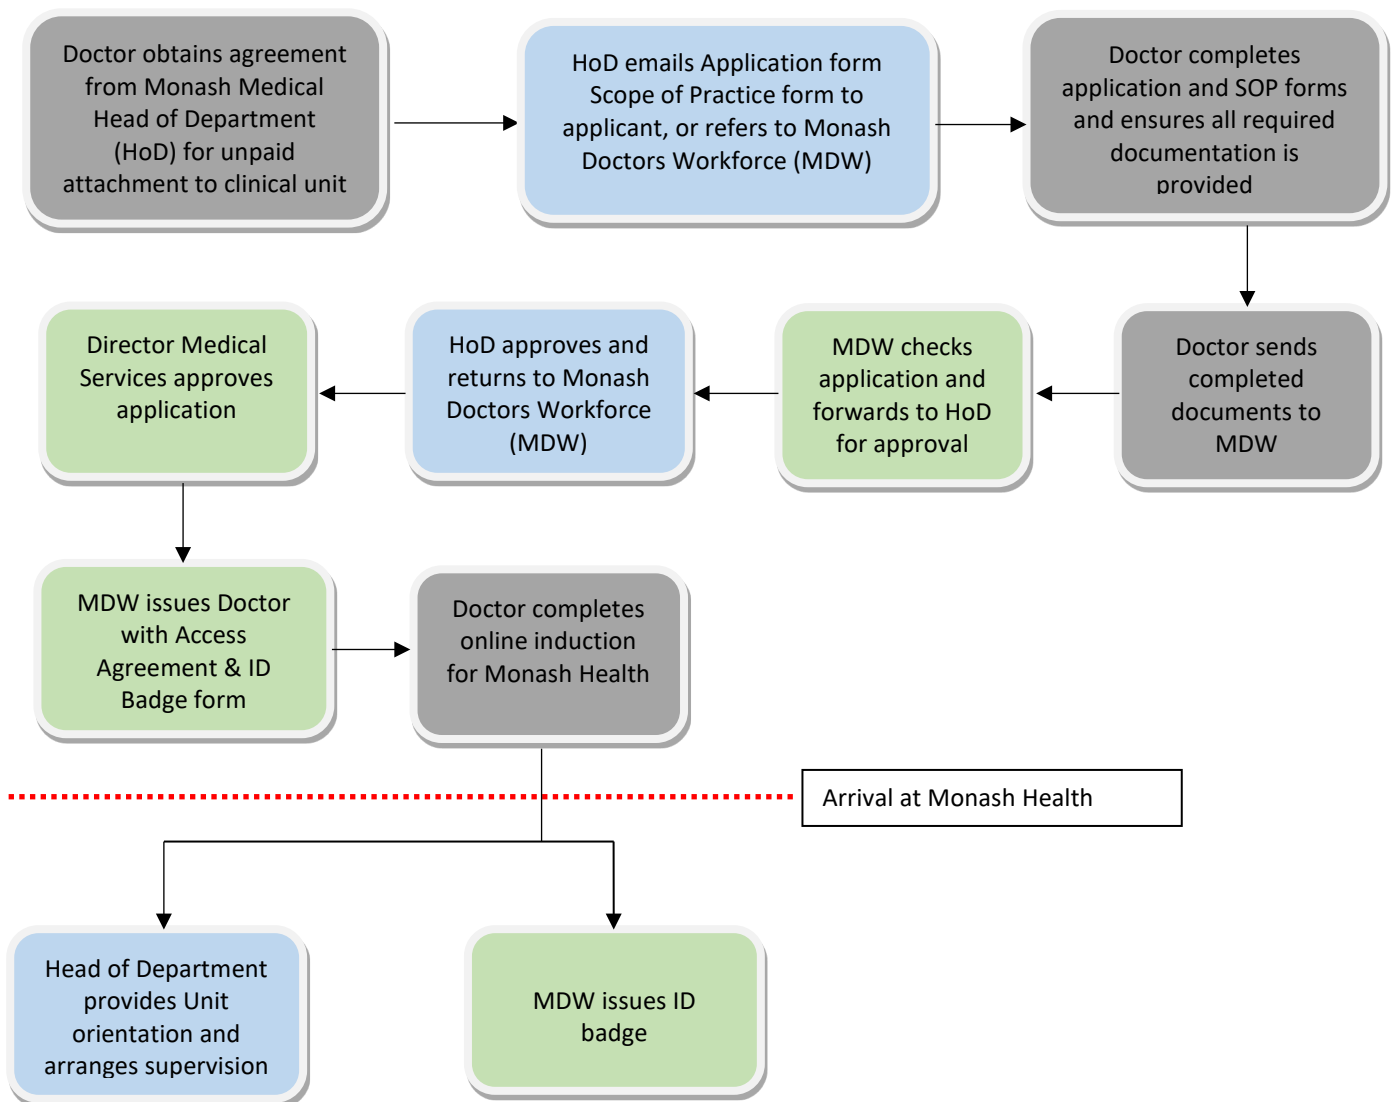 Doctor obtains agreement
from Monash Medical
Head of Department
(HoD) for unpaid
attachment to clinical unit
HoD emails Application form
Scope of Practice form to
applicant, or refers to Monash
Doctors Workforce (MDW)
Doctor completes
application and SOP forms
and ensures all required
documentation is
provided
Doctor sends
completed
documents to
MDW
MDW checks
application and
forwards to HoD
for approval
HoD approves and
returns to Monash
Doctors Workforce
(MDW)
Director Medical
Services approves
application
MDW issues Doctor
with Access
Agreement & ID
Badge form
Doctor completes
online induction
for Monash Health
Arrival at Monash Health
Head of Department
provides Unit
orientation and
arranges supervision
MDW issues ID
badge